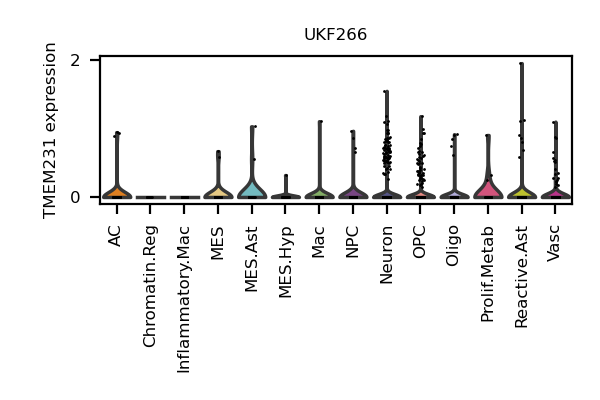 UKF266
TMEM231 expression
2
0
AC
Chromatin.Reg
Inflammatory.Mac
MES
MES.Ast
MES.Hyp
Mac
NPC
Neuron
OPC
Oligo
Prolif.Metab
Reactive.Ast
Vasc